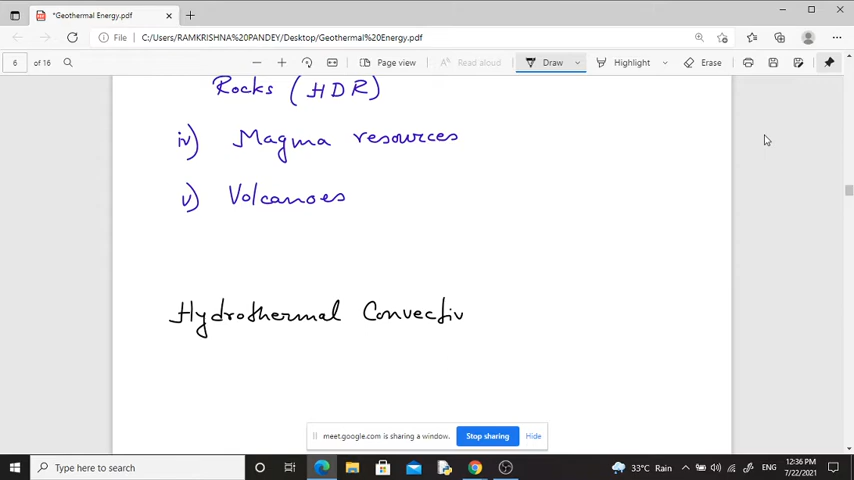 *Geothermal Energy.pdf
File C:/Users/RAMKRISHNA%20PANDEY/Desktop/Geothermal%20Energy.pdf
6 of 16 Page view Read aloud Draw Highlight Erase
Rocks (HDR)
iv) Magma resources
v) Volcanoes
Hydrothermal Convectiv
meet.google.com is sharing a window. Stop sharing Hide
Type here to search 33°C Rain ENG 12:36 PM
7/22/2021